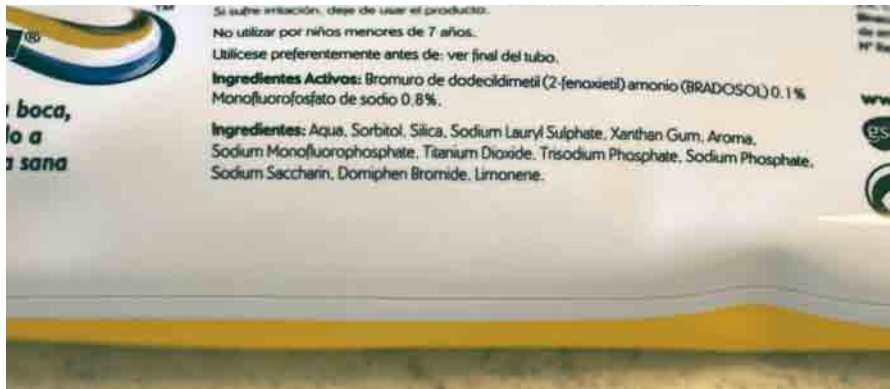 Si sufre irritación, deje de usar el producto.
No utilizar por niños menores de 7 años.
Utilícese preferentemente antes de: ver final del tubo.
Ingredientes Activos: Bromuro de dodecildimetil (2-fenoxietil) amonio (BRADOSOL) 0.1%
Monofluorofosfato de sodio 0.8%.
Ingredientes: Aqua, Sorbitol, Silica, Sodium Lauryl Sulphate, Xanthan Gum, Aroma,
Sodium Monofluorophosphate, Titanium Dioxide, Trisodium Phosphate, Sodium Phosphate,
Sodium Saccharin, Domiphen Bromide, Limonene.
®
TM
boca,
a
sana
gs